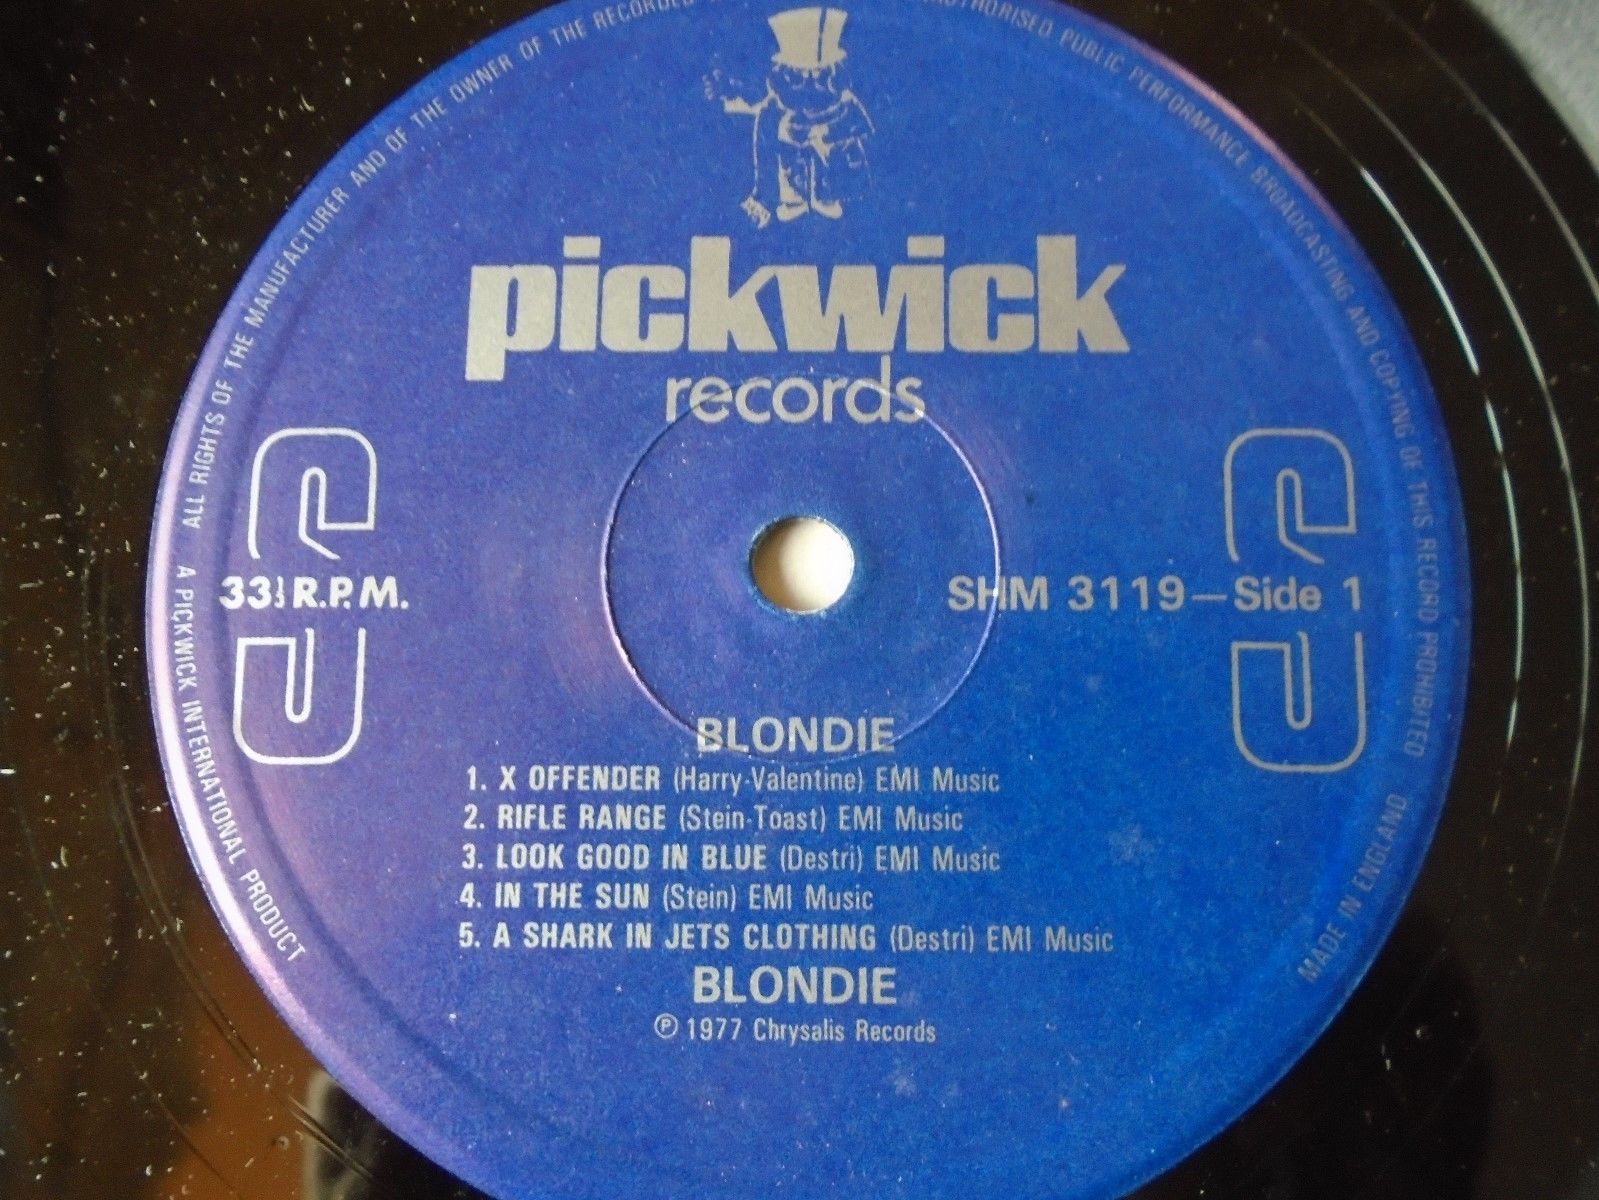 ALL RIGHTS OF THE MANUFACTURER AND OF THE OWNER OF THE RECORDED
AUTHORISED PUBLIC PERFORMANCE BROADCASTING AND COPYING OF THIS RECORD PROHIBITED
pickwick
records
33⅓ R.P.M.
SHM 3119—Side 1
BLONDIE
1. X OFFENDER (Harry-Valentine) EMI Music
2. RIFLE RANGE (Stein-Toast) EMI Music
3. LOOK GOOD IN BLUE (Destri) EMI Music
4. IN THE SUN (Stein) EMI Music
5. A SHARK IN JETS CLOTHING (Destri) EMI Music
BLONDIE
℗ 1977 Chrysalis Records
A PICKWICK INTERNATIONAL PRODUCT
MADE IN ENGLAND